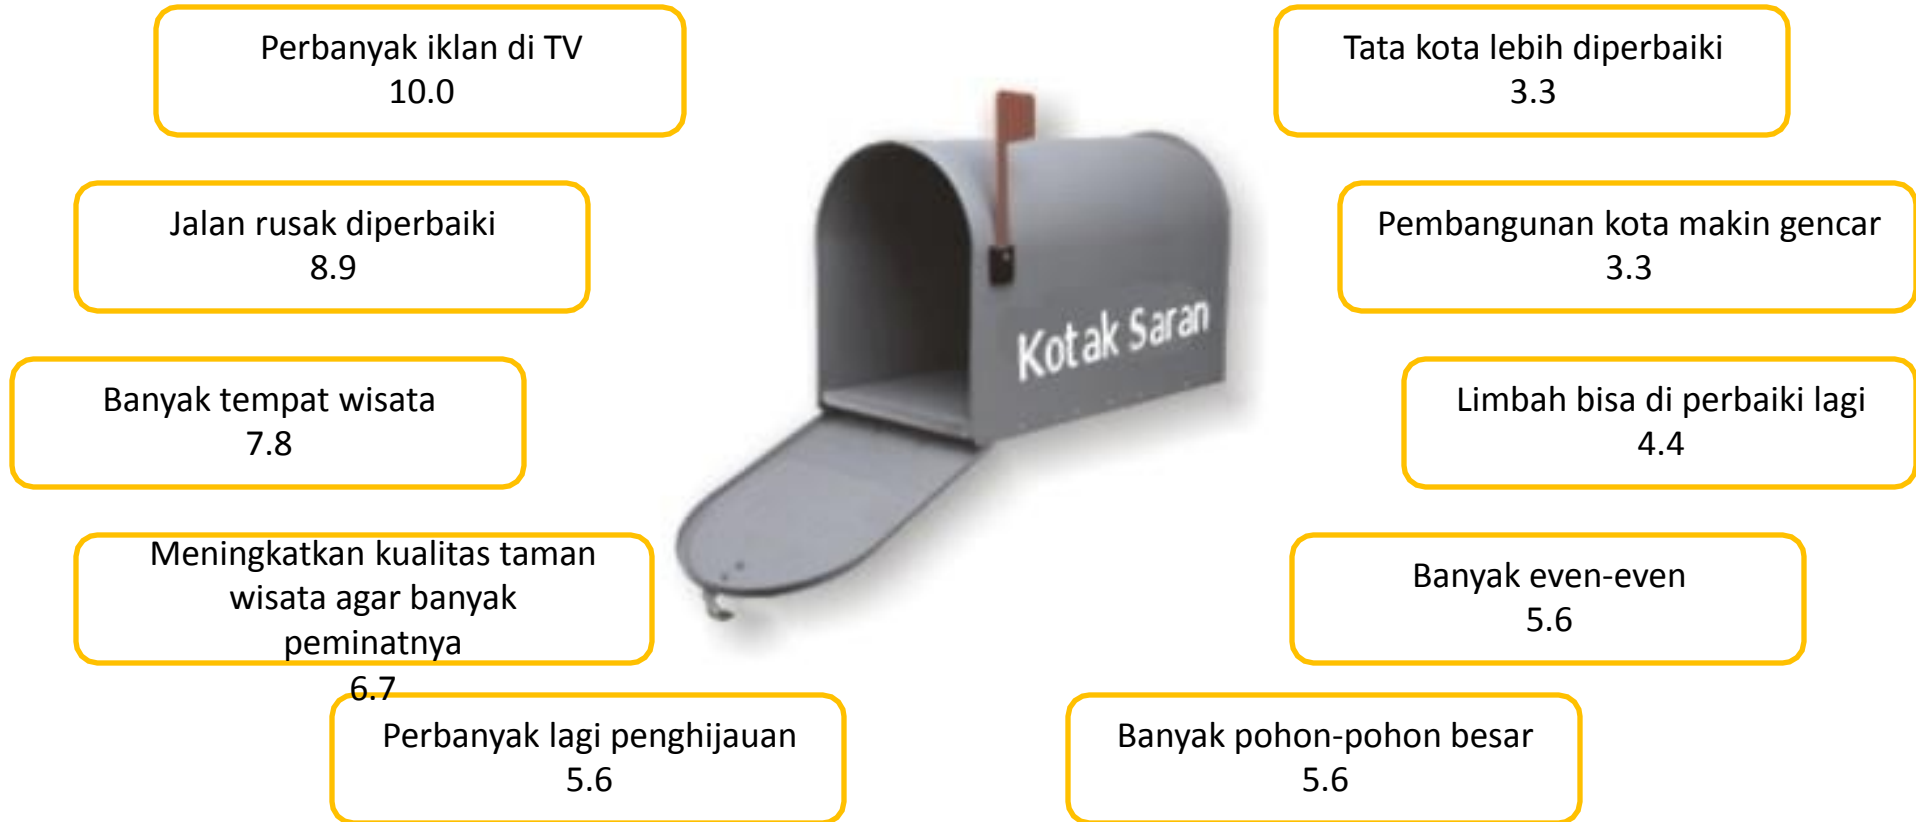 Perbanyak iklan di TV
10.0
Jalan rusak diperbaiki
8.9
Banyak tempat wisata
7.8
Meningkatkan kualitas taman
wisata agar banyak
peminatnya
6.7
Perbanyak lagi penghijauan
5.6
Kotak Saran
Tata kota lebih diperbaiki
3.3
Pembangunan kota makin gencar
3.3
Limbah bisa di perbaiki lagi
4.4
Banyak even-even
5.6
Banyak pohon-pohon besar
5.6